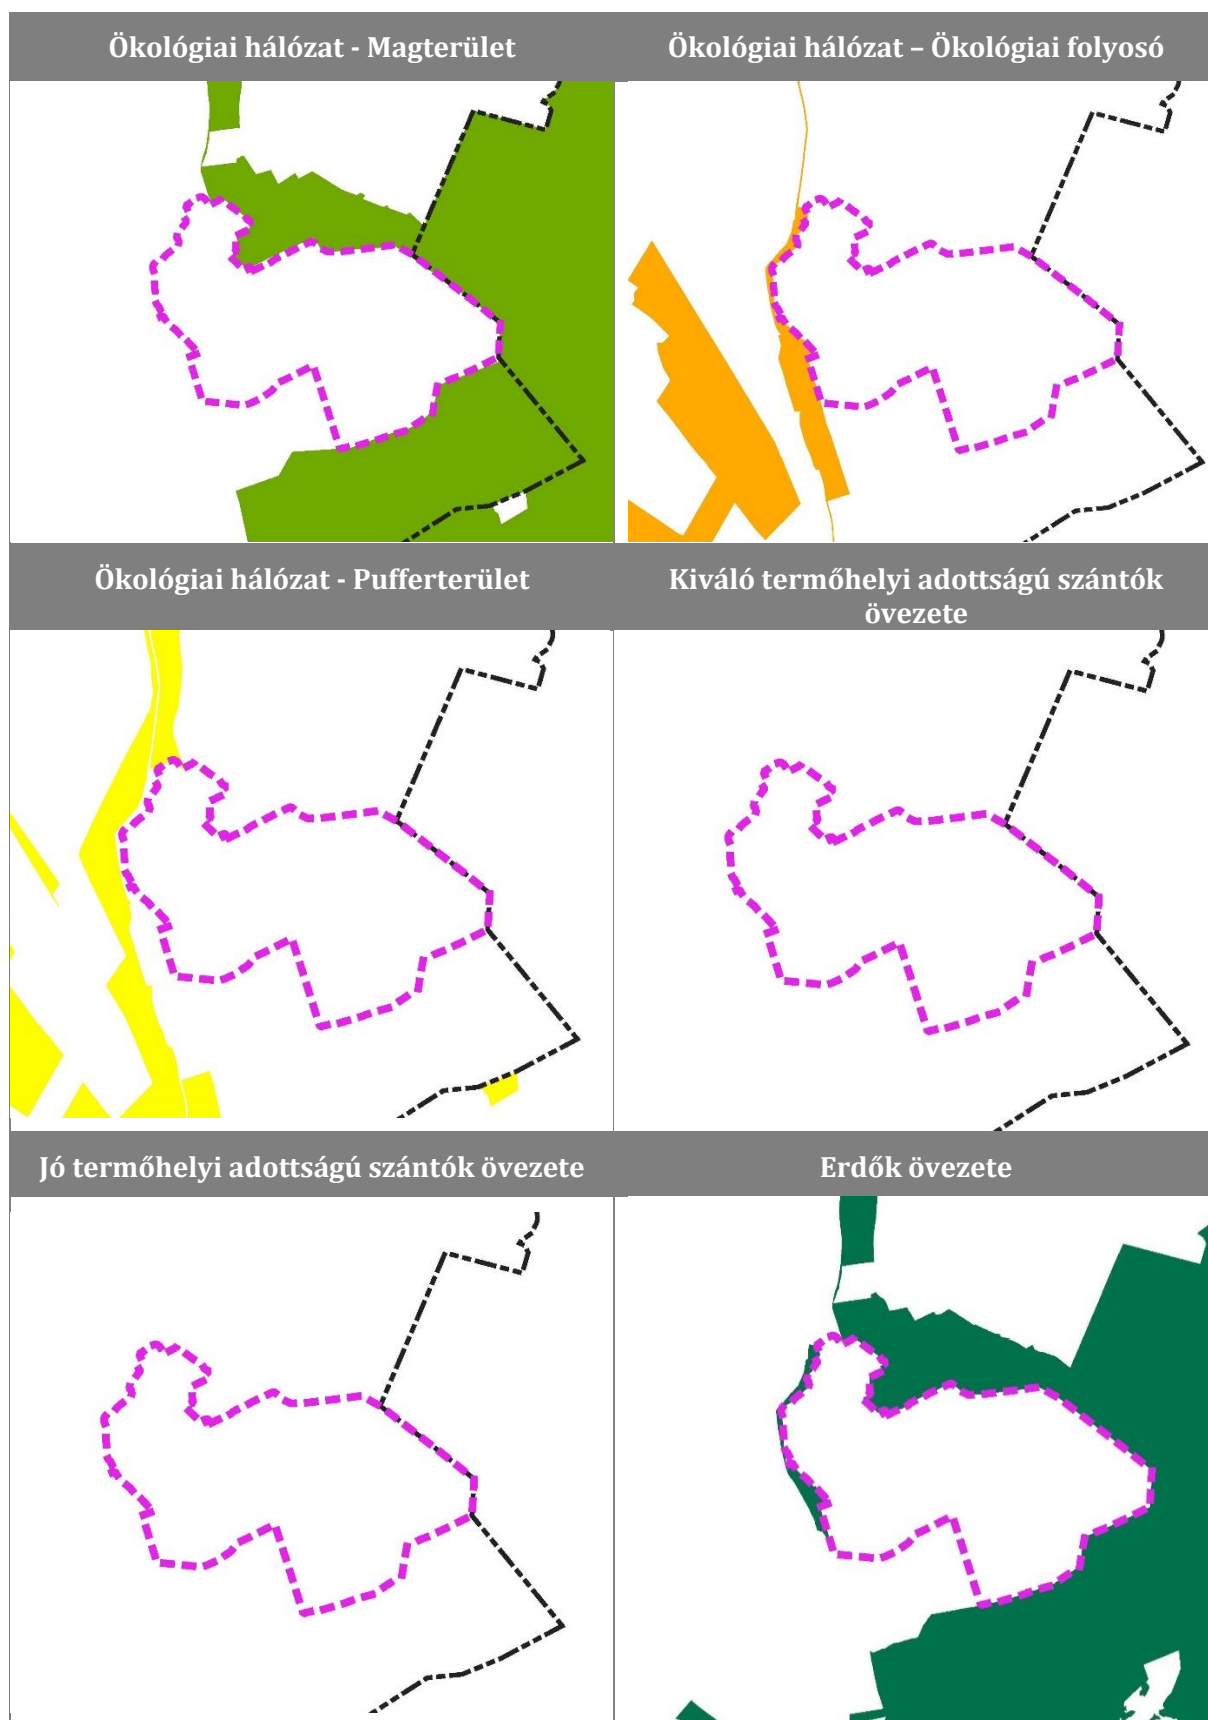 Ökológiai hálózat - Magterület
Ökológiai hálózat – Ökológiai folyosó
Ökológiai hálózat - Pufferterület
Kiváló termőhelyi adottságú szántók
övezete
Jó termőhelyi adottságú szántók övezete
Erdők övezete